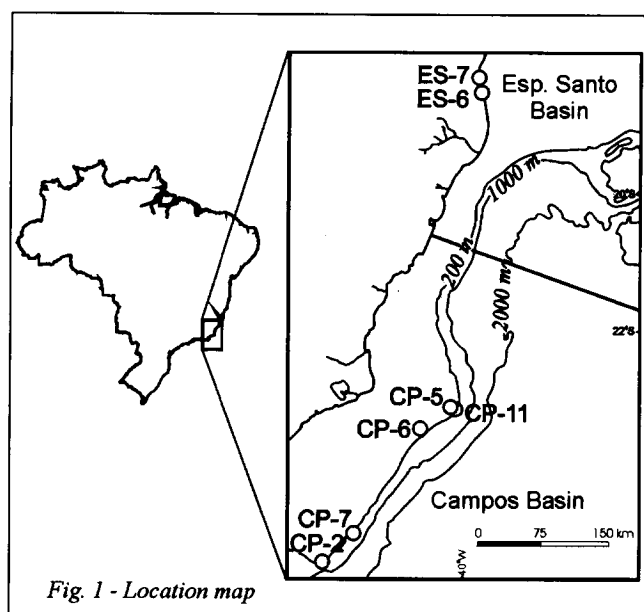 ES-7
ES-6
Esp. Santo
Basin
1000 m
200 m
2000 m
22°S
CP-5
CP-11
CP-6
Campos Basin
CP-7
CP-2
0 75 150 km
40°W
Fig. 1 - Location map